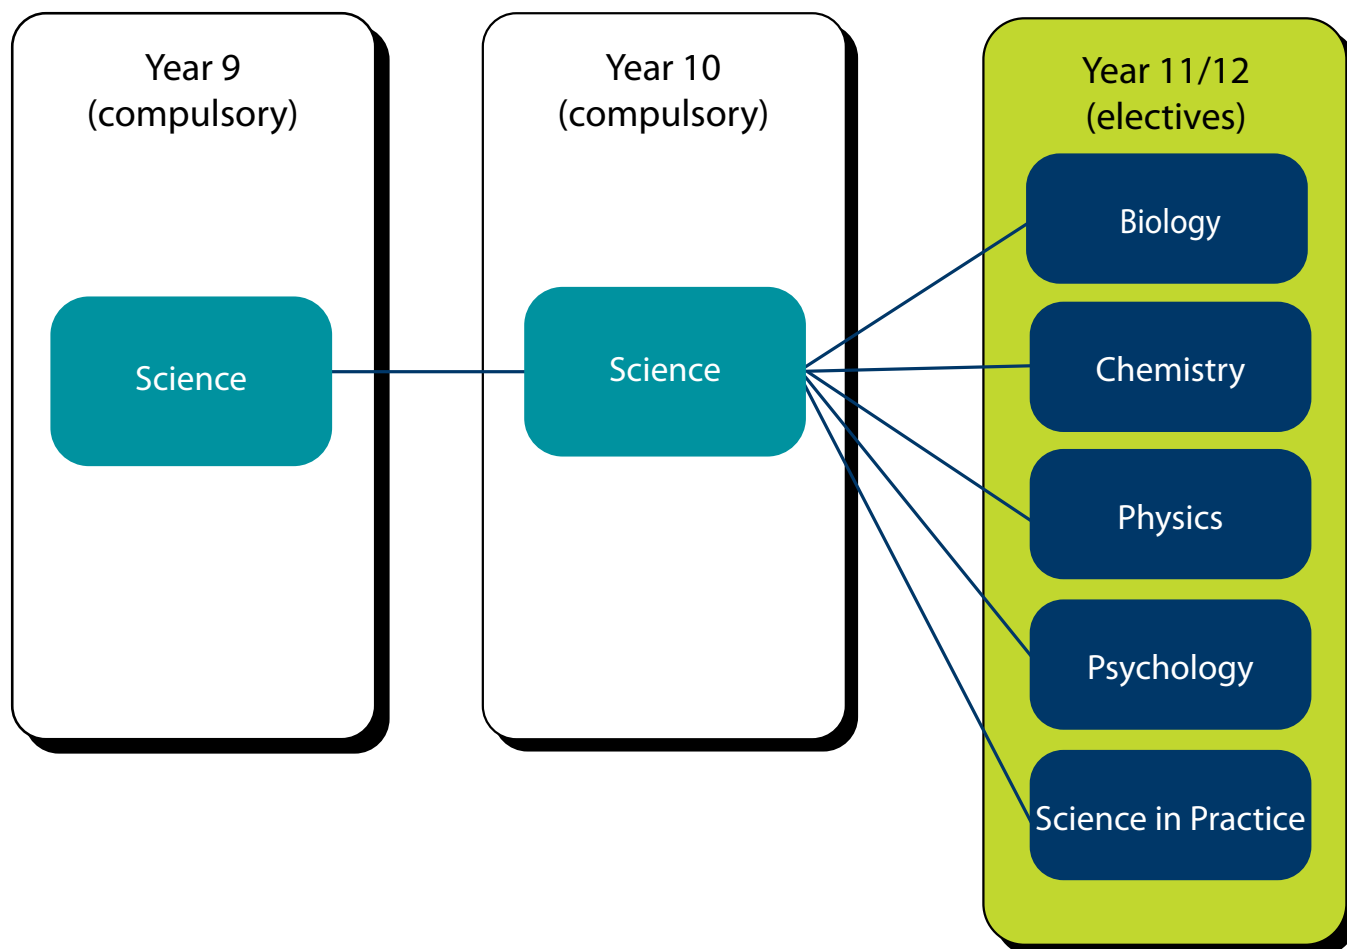 Year 9
(compulsory)
Science
Year 10
(compulsory)
Science
Year 11/12
(electives)
Biology
Chemistry
Physics
Psychology
Science in Practice